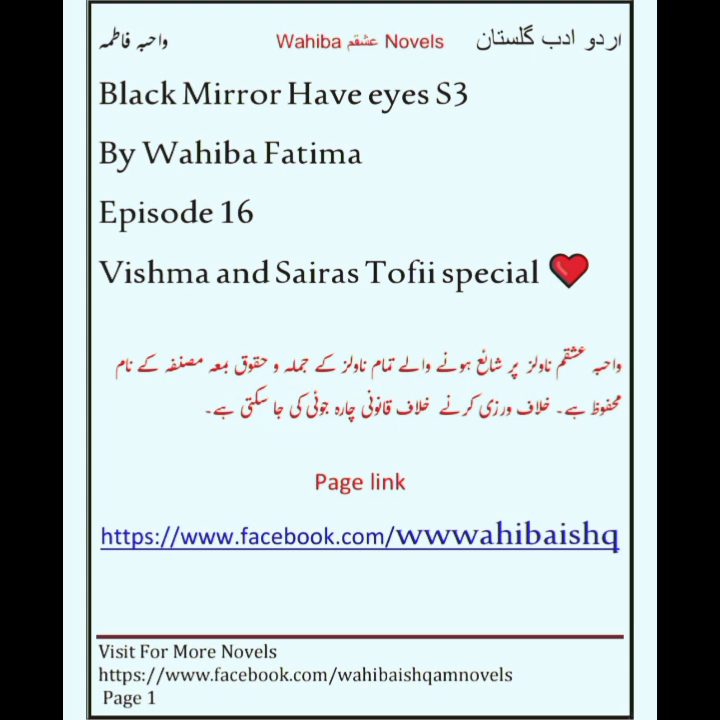 واحبہ فاطمہ Wahiba عشقم Novels اردو ادب گلستان
Black Mirror Have eyes S3
By Wahiba Fatima
Episode 16
Vishma and Sairas Tofii special ❤️
واحبہ عشقم ناولز پر شائع ہونے والے تمام ناولز کے جملہ و حقوق بمعہ مصنفہ کے نام
محفوظ ہے۔ خلاف ورزی کرنے خلاف قانونی چارہ جوئی کی جا سکتی ہے۔
Page link
https://www.facebook.com/wwwahibaishq
Visit For More Novels
https://www.facebook.com/wahibaishqamnovels
Page 1